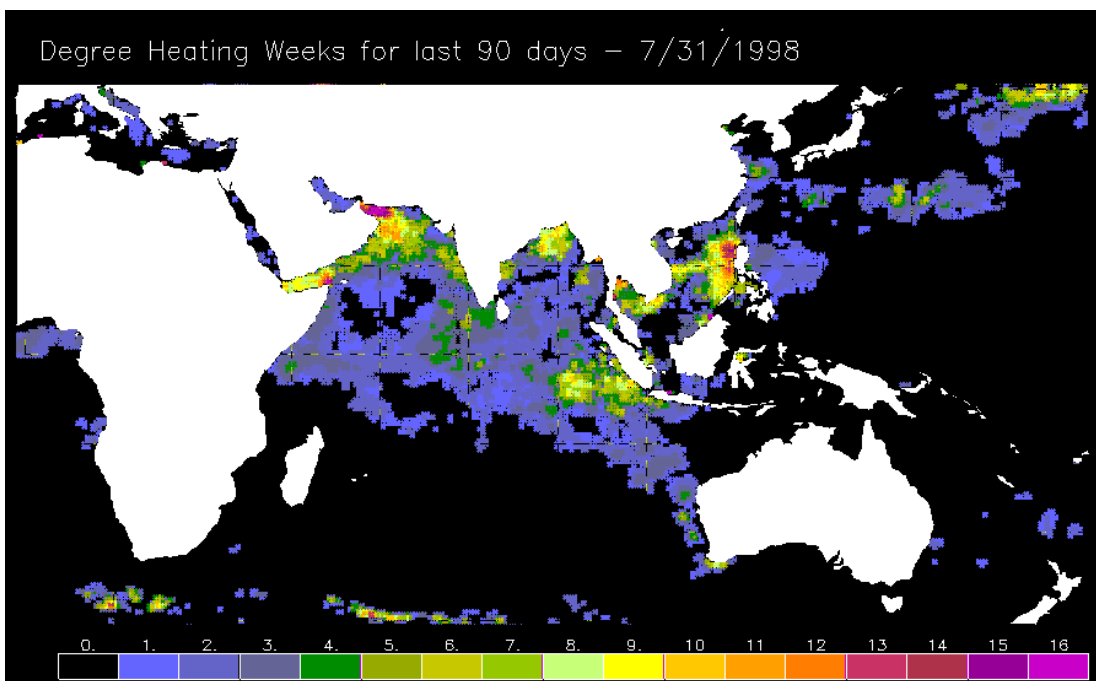 Degree Heating Weeks for last 90 days – 7/31/1998
0. 1. 2. 3. 4. 5. 6. 7. 8. 9. 10 11 12 13 14 15 16